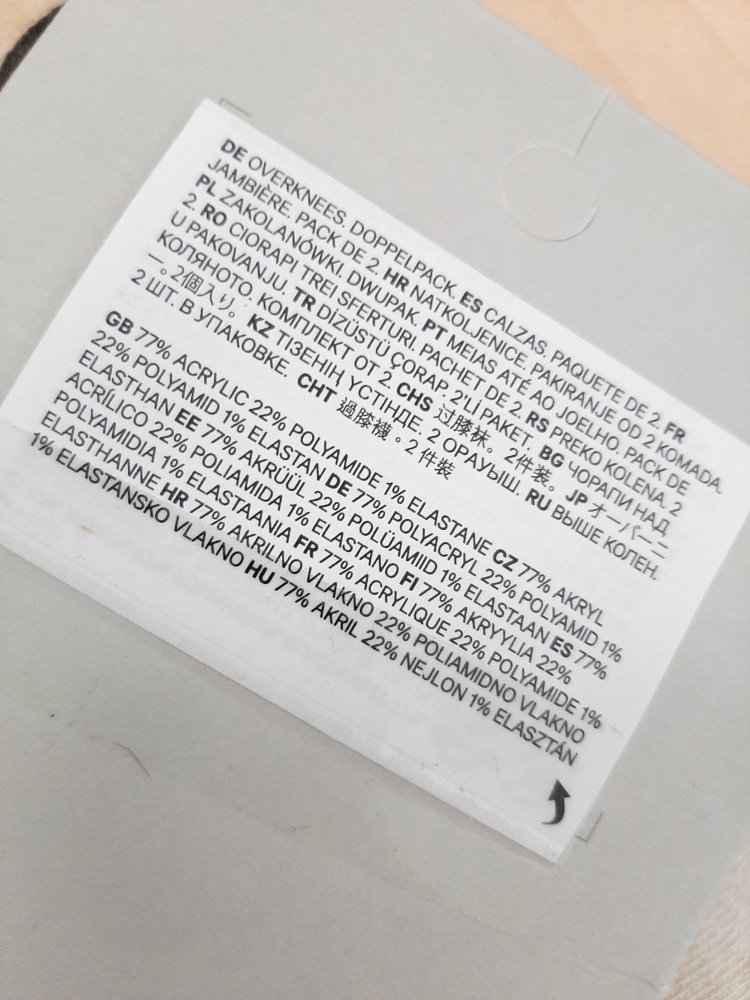 DE OVERKNEES, DOPPELPACK. ES CALZAS, PAQUETE DE 2. FR
JAMBIÈRE, PACK DE 2. HR NATKOLJENICE, PAKIRANJE OD 2 KOMADA.
PL ZAKOLANÓWKI, DWUPAK. PT MEIAS ATÉ AO JOELHO, PACK DE
2. RO CIORAPI TREI SFERTURI, PACHET DE 2. RS PREKO KOLENA, 2
U PAKOVANJU. TR DİZÜSTÜ ÇORAP, 2'Lİ PAKET. BG ЧОРАПИ НАД
КОЛЯНОТО, КОМПЛЕКТ ОТ 2. CHS 过膝袜。2件装。 JP オーバーニ
ー。2個入り。 KZ ТІЗЕНІҢ ҮСТІНДЕ, 2 ОРАУЫШ. RU ВЫШЕ КОЛЕН,
2 ШТ. В УПАКОВКЕ. CHT 過膝襪。2 件裝
GB 77% ACRYLIC 22% POLYAMIDE 1% ELASTANE CZ 77% AKRYL
22% POLYAMID 1% ELASTAN DE 77% POLYACRYL 22% POLYAMID 1%
ELASTHAN EE 77% AKRÜÜL 22% POLÜAMIID 1% ELASTAAN ES 77%
ACRÍLICO 22% POLIAMIDA 1% ELASTANO FI 77% AKRYYLIA 22%
POLYAMIDIA 1% ELASTAANIA FR 77% ACRYLIQUE 22% POLYAMIDE 1%
ELASTHANNE HR 77% AKRILNO VLAKNO 22% POLIAMIDNO VLAKNO
1% ELASTANSKO VLAKNO HU 77% AKRIL 22% NEJLON 1% ELASZTÁN